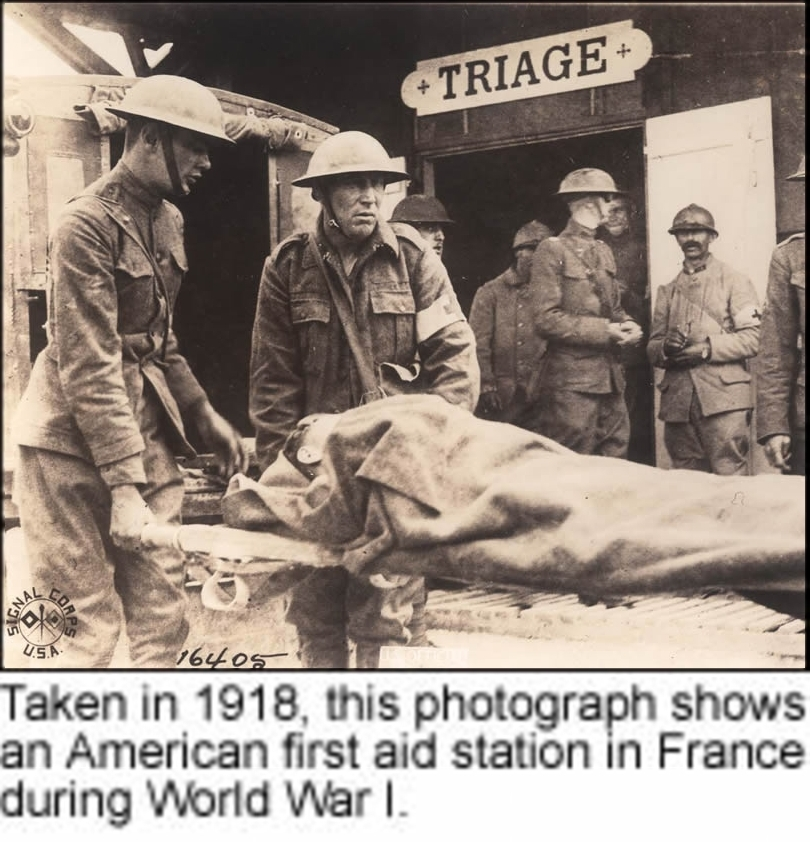 + TRIAGE +
SIGNAL CORPS
U.S.A.
16405
Taken in 1918, this photograph shows
an American first aid station in France
during World War I.